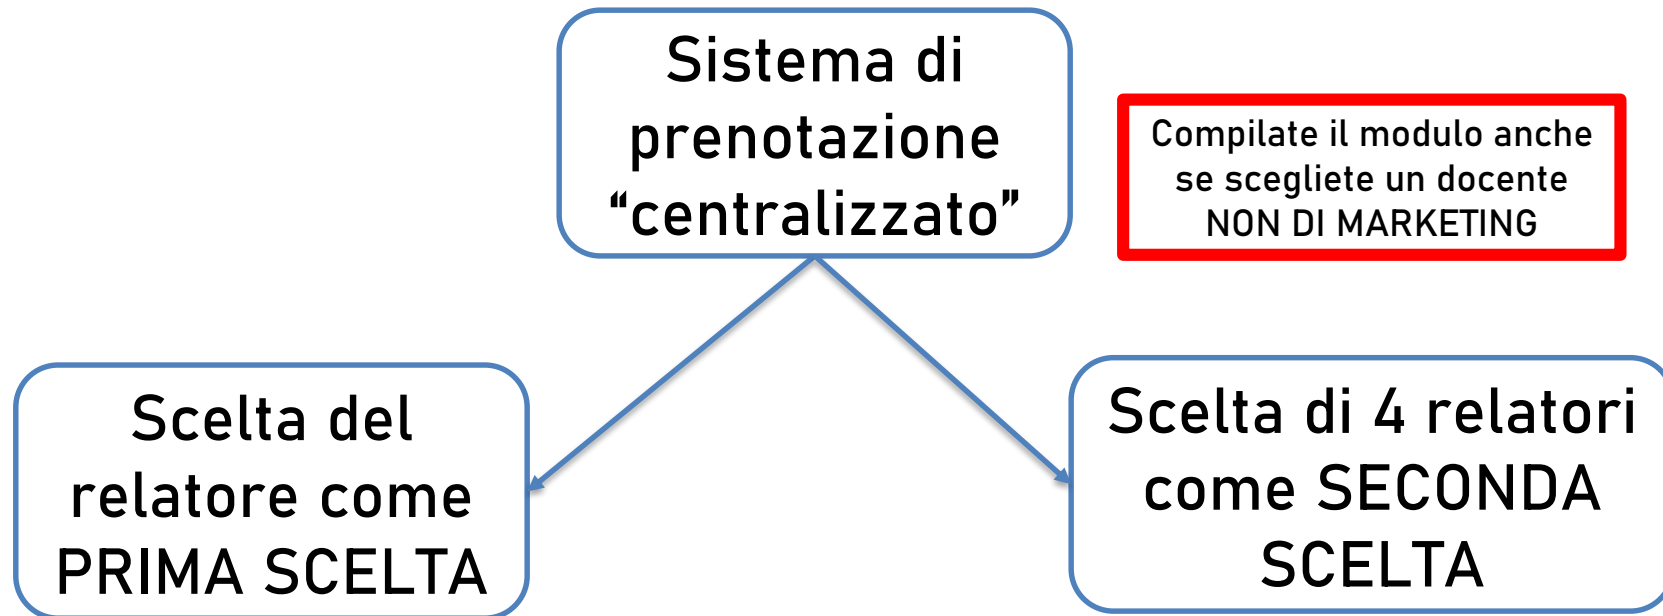 Sistema di
prenotazione
“centralizzato”
Compilate il modulo anche
se scegliete un docente
NON DI MARKETING
Scelta del
relatore come
PRIMA SCELTA
Scelta di 4 relatori
come SECONDA
SCELTA